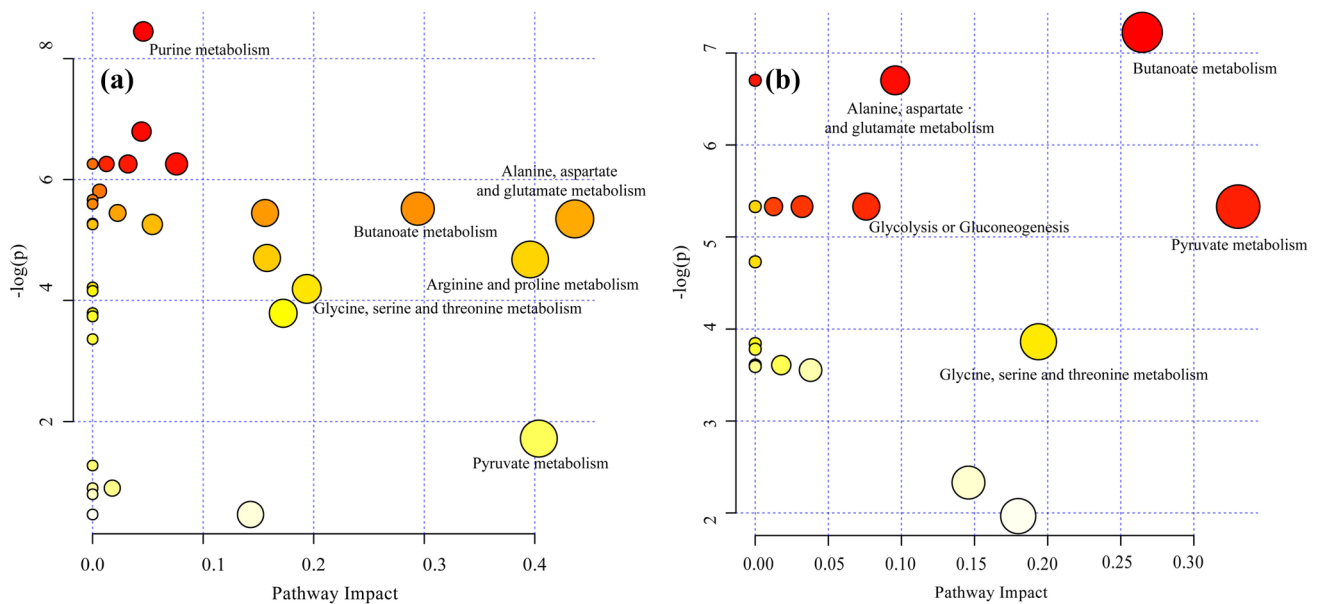 (a)
-log(p)
8
6
4
2
Purine metabolism
Alanine, aspartate
and glutamate metabolism
Butanoate metabolism
Arginine and proline metabolism
Glycine, serine and threonine metabolism
Pyruvate metabolism
0.0 0.1 0.2 0.3 0.4
Pathway Impact
(b)
-log(p)
7
6
5
4
3
2
Butanoate metabolism
Alanine, aspartate ·
and glutamate metabolism
Glycolysis or Gluconeogenesis
Pyruvate metabolism
Glycine, serine and threonine metabolism
0.00 0.05 0.10 0.15 0.20 0.25 0.30
Pathway Impact